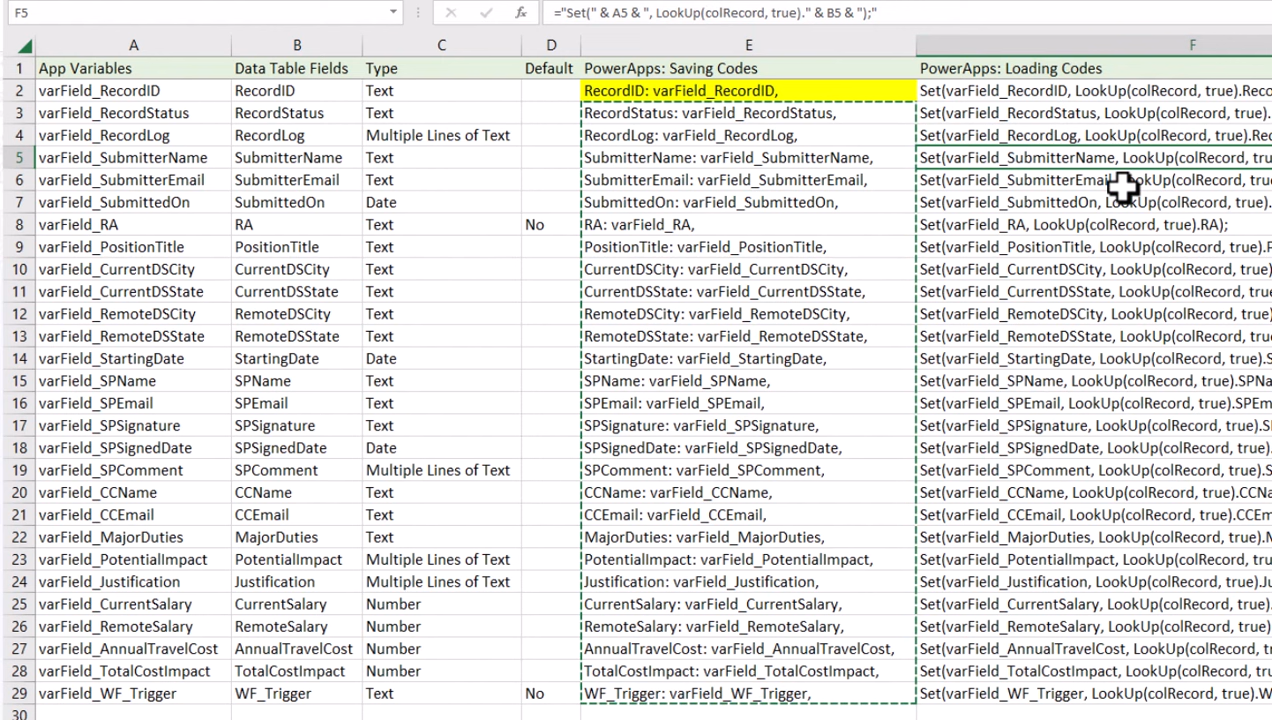 F5 fx ="Set(" & A5 & ", LookUp(colRecord, true)." & B5 & ");"
A B C D E F
1 App Variables Data Table Fields Type Default PowerApps: Saving Codes PowerApps: Loading Codes
2 varField_RecordID RecordID Text RecordID: varField_RecordID, Set(varField_RecordID, LookUp(colRecord, true).Reco
3 varField_RecordStatus RecordStatus Text RecordStatus: varField_RecordStatus, Set(varField_RecordStatus, LookUp(colRecord, true).
4 varField_RecordLog RecordLog Multiple Lines of Text RecordLog: varField_RecordLog, Set(varField_RecordLog, LookUp(colRecord, true).Rec
5 varField_SubmitterName SubmitterName Text SubmitterName: varField_SubmitterName, Set(varField_SubmitterName, LookUp(colRecord, tru
6 varField_SubmitterEmail SubmitterEmail Text SubmitterEmail: varField_SubmitterEmail, Set(varField_SubmitterEmail, LookUp(colRecord, true
7 varField_SubmittedOn SubmittedOn Date SubmittedOn: varField_SubmittedOn, Set(varField_SubmittedOn, LookUp(colRecord, true).
8 varField_RA RA Text No RA: varField_RA, Set(varField_RA, LookUp(colRecord, true).RA);
9 varField_PositionTitle PositionTitle Text PositionTitle: varField_PositionTitle, Set(varField_PositionTitle, LookUp(colRecord, true).P
10 varField_CurrentDSCity CurrentDSCity Text CurrentDSCity: varField_CurrentDSCity, Set(varField_CurrentDSCity, LookUp(colRecord, true)
11 varField_CurrentDSState CurrentDSState Text CurrentDSState: varField_CurrentDSState, Set(varField_CurrentDSState, LookUp(colRecord, true
12 varField_RemoteDSCity RemoteDSCity Text RemoteDSCity: varField_RemoteDSCity, Set(varField_RemoteDSCity, LookUp(colRecord, true)
13 varField_RemoteDSState RemoteDSState Text RemoteDSState: varField_RemoteDSState, Set(varField_RemoteDSState, LookUp(colRecord, true
14 varField_StartingDate StartingDate Date StartingDate: varField_StartingDate, Set(varField_StartingDate, LookUp(colRecord, true).S
15 varField_SPName SPName Text SPName: varField_SPName, Set(varField_SPName, LookUp(colRecord, true).SPNa
16 varField_SPEmail SPEmail Text SPEmail: varField_SPEmail, Set(varField_SPEmail, LookUp(colRecord, true).SPEm
17 varField_SPSignature SPSignature Text SPSignature: varField_SPSignature, Set(varField_SPSignature, LookUp(colRecord, true).SI
18 varField_SPSignedDate SPSignedDate Date SPSignedDate: varField_SPSignedDate, Set(varField_SPSignedDate, LookUp(colRecord, true).
19 varField_SPComment SPComment Multiple Lines of Text SPComment: varField_SPComment, Set(varField_SPComment, LookUp(colRecord, true).S
20 varField_CCName CCName Text CCName: varField_CCName, Set(varField_CCName, LookUp(colRecord, true).CCNa
21 varField_CCEmail CCEmail Text CCEmail: varField_CCEmail, Set(varField_CCEmail, LookUp(colRecord, true).CCEm
22 varField_MajorDuties MajorDuties Text MajorDuties: varField_MajorDuties, Set(varField_MajorDuties, LookUp(colRecord, true).M
23 varField_PotentialImpact PotentialImpact Multiple Lines of Text PotentialImpact: varField_PotentialImpact, Set(varField_PotentialImpact, LookUp(colRecord, true
24 varField_Justification Justification Multiple Lines of Text Justification: varField_Justification, Set(varField_Justification, LookUp(colRecord, true).Ju
25 varField_CurrentSalary CurrentSalary Number CurrentSalary: varField_CurrentSalary, Set(varField_CurrentSalary, LookUp(colRecord, true).
26 varField_RemoteSalary RemoteSalary Number RemoteSalary: varField_RemoteSalary, Set(varField_RemoteSalary, LookUp(colRecord, true)
27 varField_AnnualTravelCost AnnualTravelCost Number AnnualTravelCost: varField_AnnualTravelCost, Set(varField_AnnualTravelCost, LookUp(colRecord, tr
28 varField_TotalCostImpact TotalCostImpact Number TotalCostImpact: varField_TotalCostImpact, Set(varField_TotalCostImpact, LookUp(colRecord, tru
29 varField_WF_Trigger WF_Trigger Text No WF_Trigger: varField_WF_Trigger, Set(varField_WF_Trigger, LookUp(colRecord, true).W
30